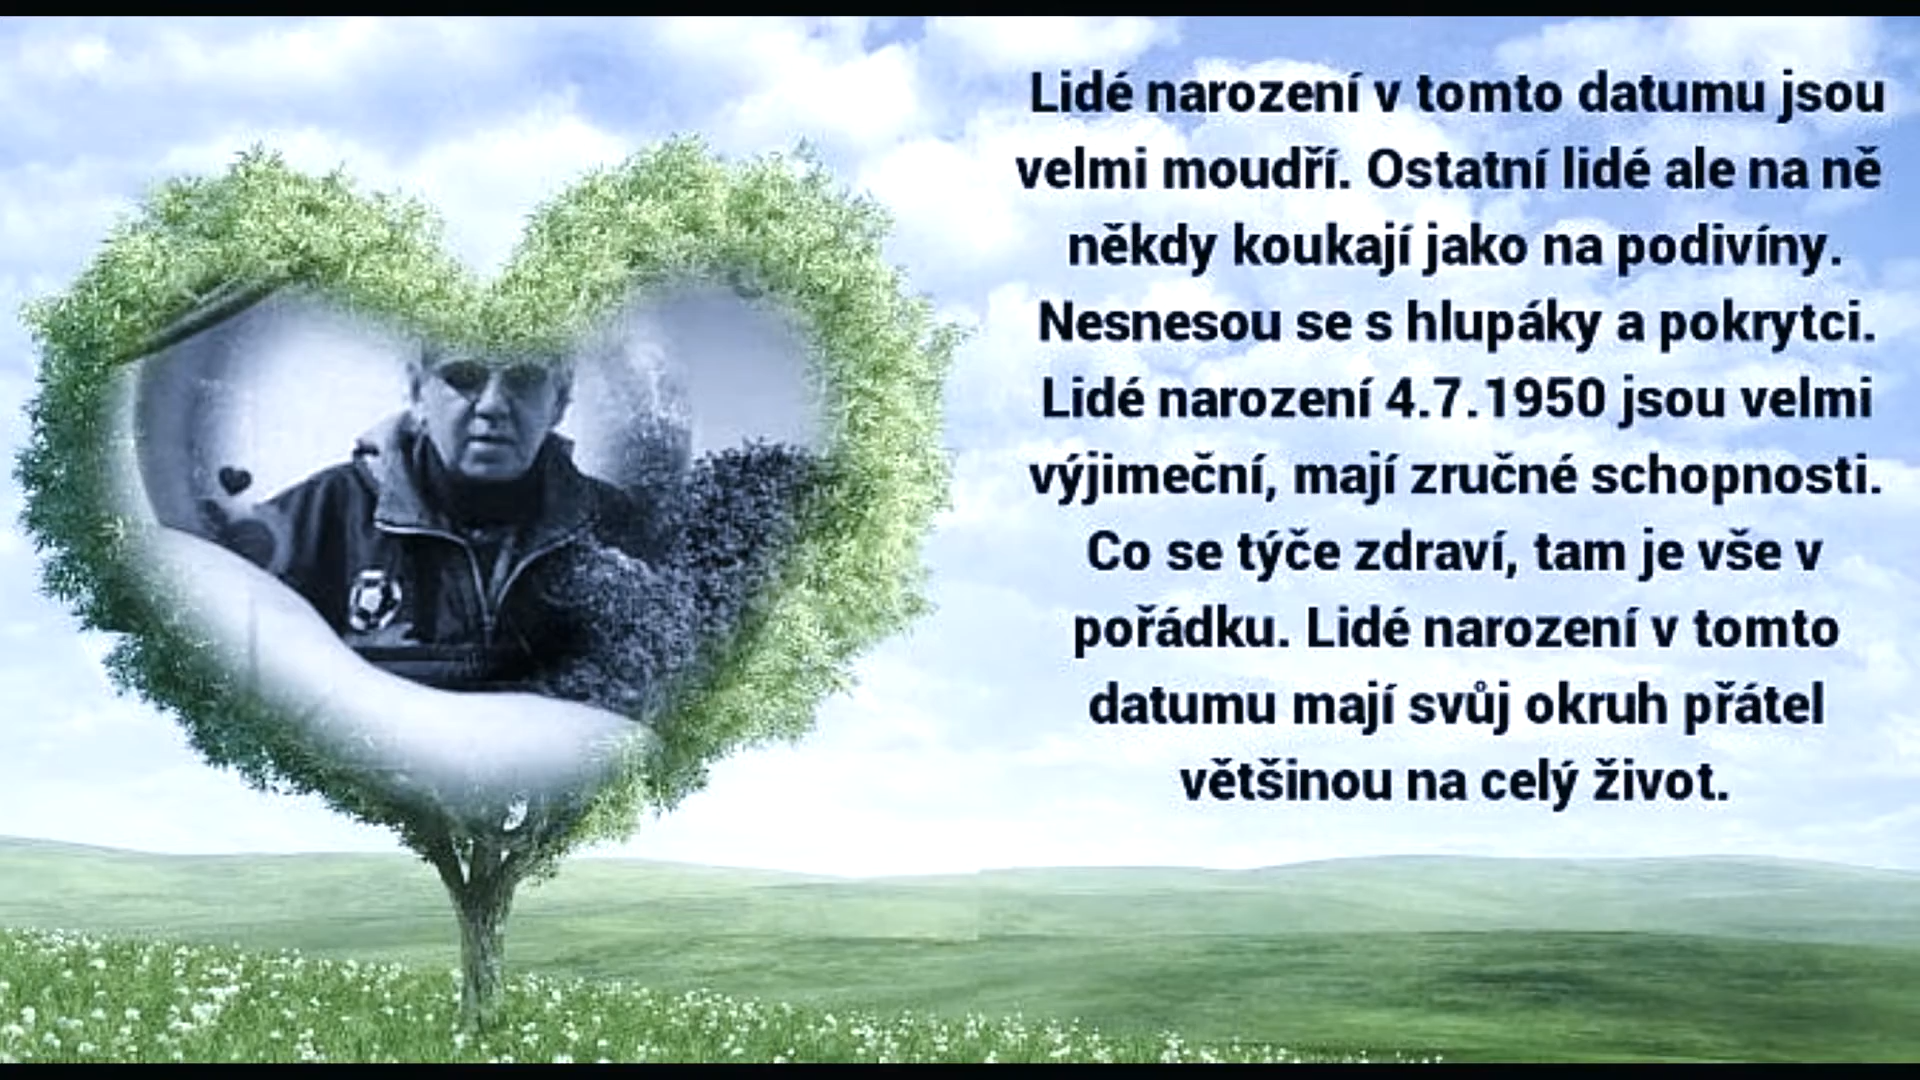 Lidé narození v tomto datumu jsou
velmi moudří. Ostatní lidé ale na ně
někdy koukají jako na podivíny.
Nesnesou se s hlupáky a pokrytci.
Lidé narození 4.7.1950 jsou velmi
výjimeční, mají zručné schopnosti.
Co se týče zdraví, tam je vše v
pořádku. Lidé narození v tomto
datumu mají svůj okruh přátel
většinou na celý život.